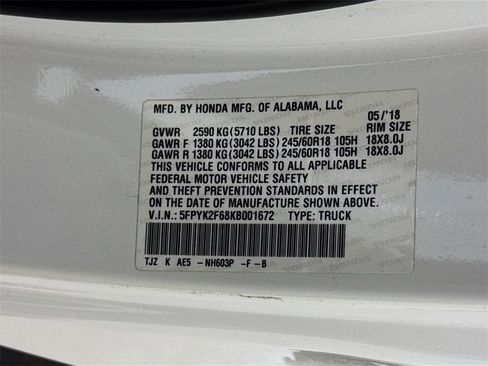 MFD. BY HONDA MFG. OF ALABAMA, LLC
05/'18
GVWR 2590 KG(5710 LBS) TIRE SIZE RIM SIZE
GAWR F 1380 KG(3042 LBS) 245/60R18 105H 18X8.0J
GAWR R 1380 KG(3042 LBS) 245/60R18 105H 18X8.0J
THIS VEHICLE CONFORMS TO ALL APPLICABLE
FEDERAL MOTOR VEHICLE SAFETY
AND THEFT PREVENTION STANDARDS IN EFFECT
ON THE DATE OF MANUFACTURE SHOWN ABOVE.
V.I.N.: 5FPYK2F68KB001672 TYPE: TRUCK
TJZ K AE5 -NH603P -F -B